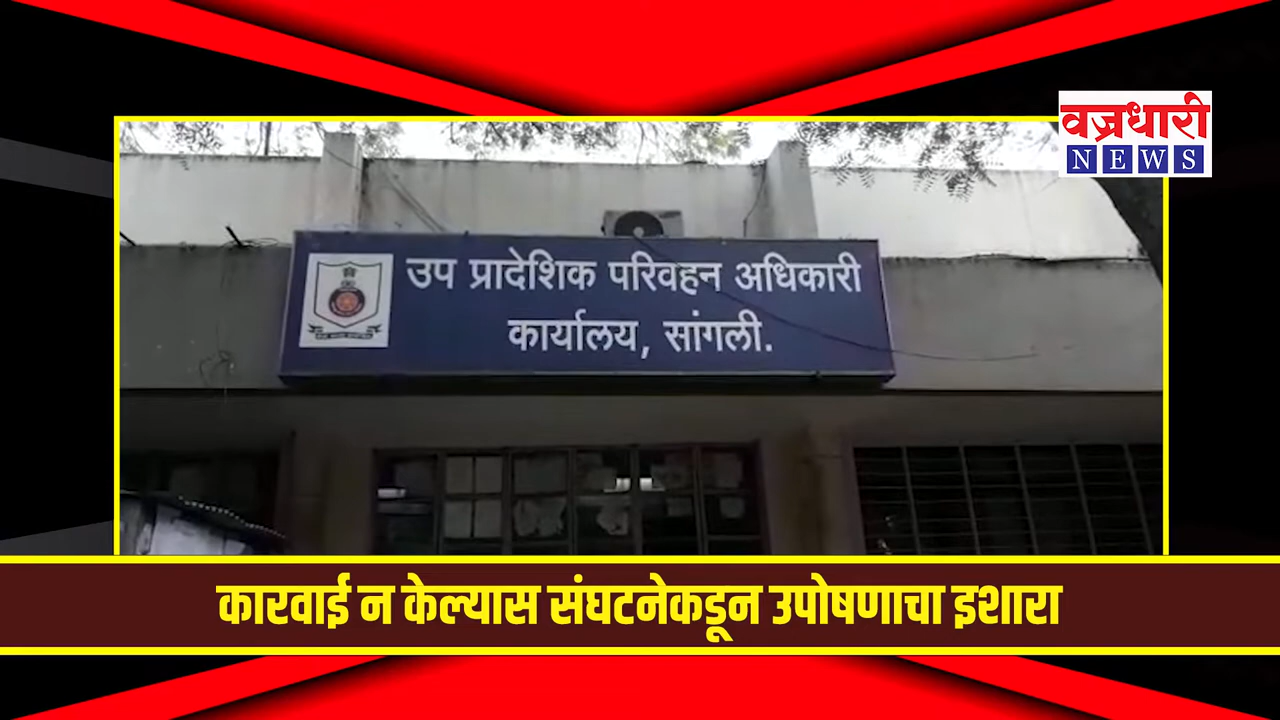 वज्रधारी
NEWS
उप प्रादेशिक परिवहन अधिकारी
कार्यालय, सांगली.
कारवाई न केल्यास संघटनेकडून उपोषणाचा इशारा